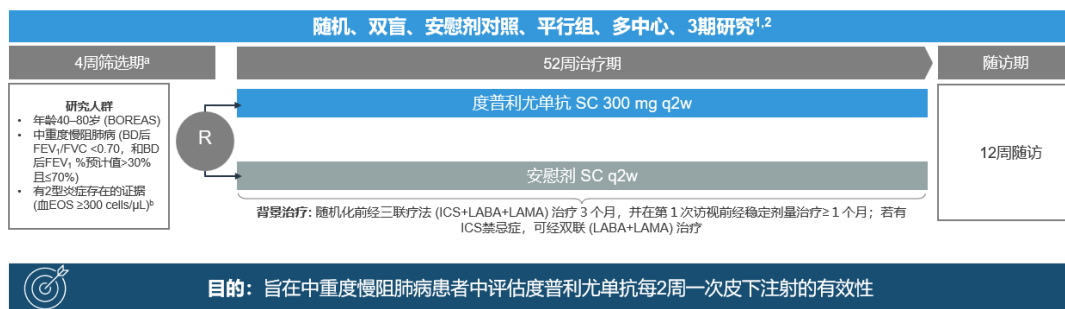 随机、双盲、安慰剂对照、平行组、多中心、3期研究1,2
4周筛选期a
52周治疗期
随访期
研究人群
• 年龄40–80岁 (BOREAS)
• 中重度慢阻肺病 (BD后
FEV1/FVC <0.70，和BD
后FEV1 %预计值>30%
且≤70%)
• 有2型炎症存在的证据
(血EOS ≥300 cells/μL)b
R
度普利尤单抗 SC 300 mg q2w
安慰剂 SC q2w
12周随访
背景治疗: 随机化前经三联疗法 (ICS+LABA+LAMA) 治疗 3 个月，并在第 1 次访视前经稳定剂量治疗≥ 1 个月；若有
ICS禁忌症，可经双联 (LABA+LAMA) 治疗
目的：旨在中重度慢阻肺病患者中评估度普利尤单抗每2周一次皮下注射的有效性